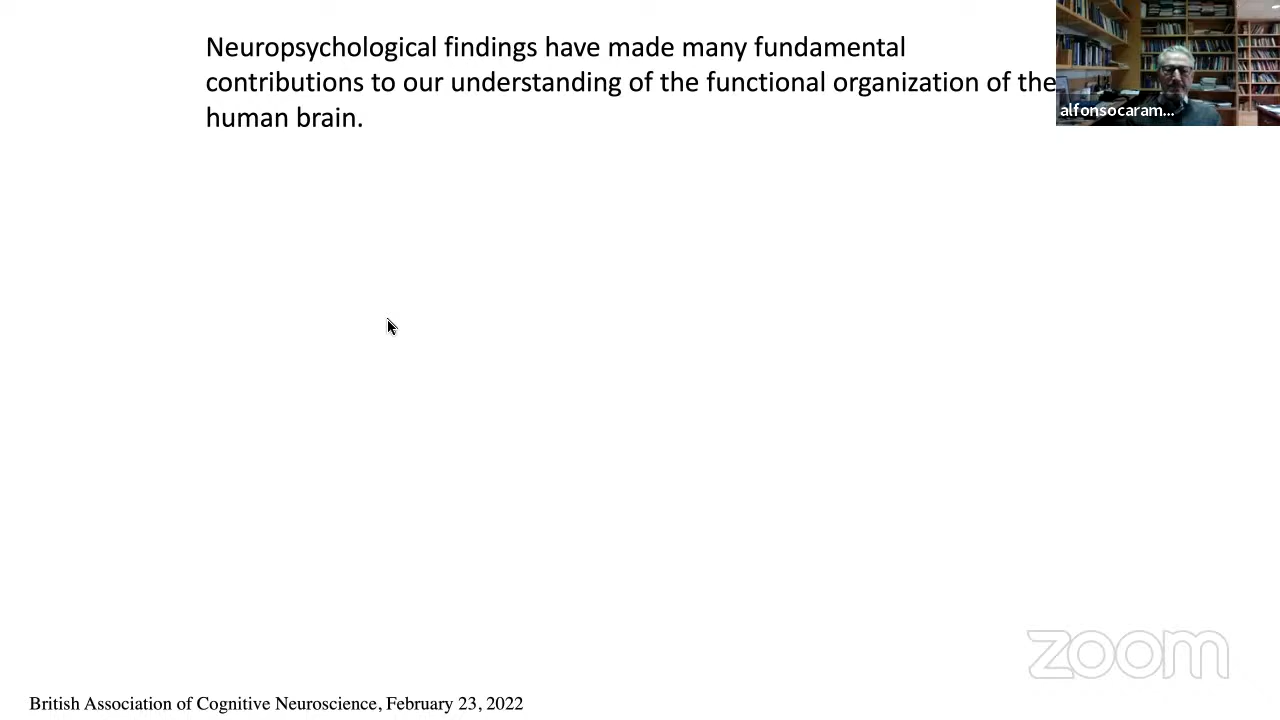 Neuropsychological findings have made many fundamental
contributions to our understanding of the functional organization of the
human brain.
alfonsocaram...
zoom
British Association of Cognitive Neuroscience, February 23, 2022